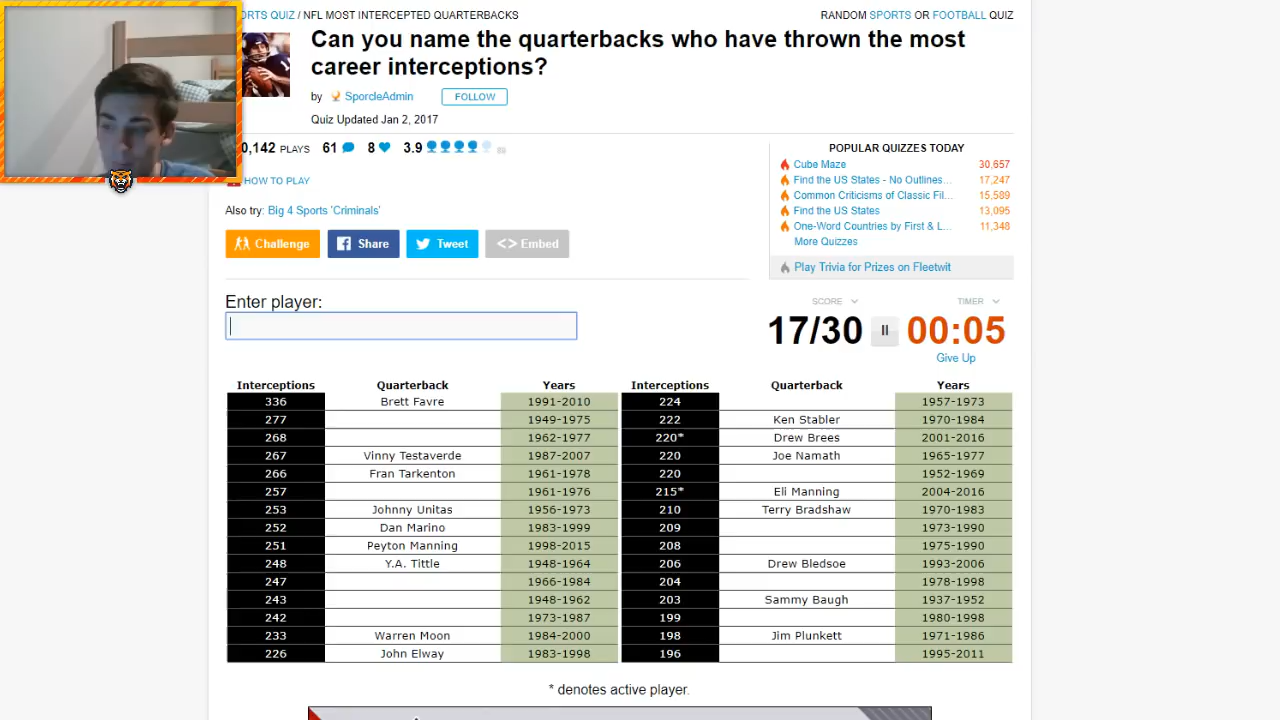 ORTS QUIZ / NFL MOST INTERCEPTED QUARTERBACKS
RANDOM SPORTS OR FOOTBALL QUIZ
Can you name the quarterbacks who have thrown the most
career interceptions?
by SporcleAdmin FOLLOW
Quiz Updated Jan 2, 2017
0,142 PLAYS 61 8 3.9
HOW TO PLAY
Also try: Big 4 Sports 'Criminals'
Challenge Share Tweet <> Embed
POPULAR QUIZZES TODAY
Cube Maze 30,657
Find the US States - No Outlines... 17,247
Common Criticisms of Classic Fil... 15,589
Find the US States 13,095
One-Word Countries by First & L... 11,348
More Quizzes
Play Trivia for Prizes on Fleetwit
Enter player:
SCORE TIMER
17/30 00:05
Give Up
Interceptions Quarterback Years Interceptions Quarterback Years
336 Brett Favre 1991-2010 224 1957-1973
277 1949-1975 222 Ken Stabler 1970-1984
268 1962-1977 220* Drew Brees 2001-2016
267 Vinny Testaverde 1987-2007 220 Joe Namath 1965-1977
266 Fran Tarkenton 1961-1978 220 1952-1969
257 1961-1976 215* Eli Manning 2004-2016
253 Johnny Unitas 1956-1973 210 Terry Bradshaw 1970-1983
252 Dan Marino 1983-1999 209 1973-1990
251 Peyton Manning 1998-2015 208 1975-1990
248 Y.A. Tittle 1948-1964 206 Drew Bledsoe 1993-2006
247 1966-1984 204 1978-1998
243 1948-1962 203 Sammy Baugh 1937-1952
242 1973-1987 199 1980-1998
233 Warren Moon 1984-2000 198 Jim Plunkett 1971-1986
226 John Elway 1983-1998 196 1995-2011
* denotes active player.